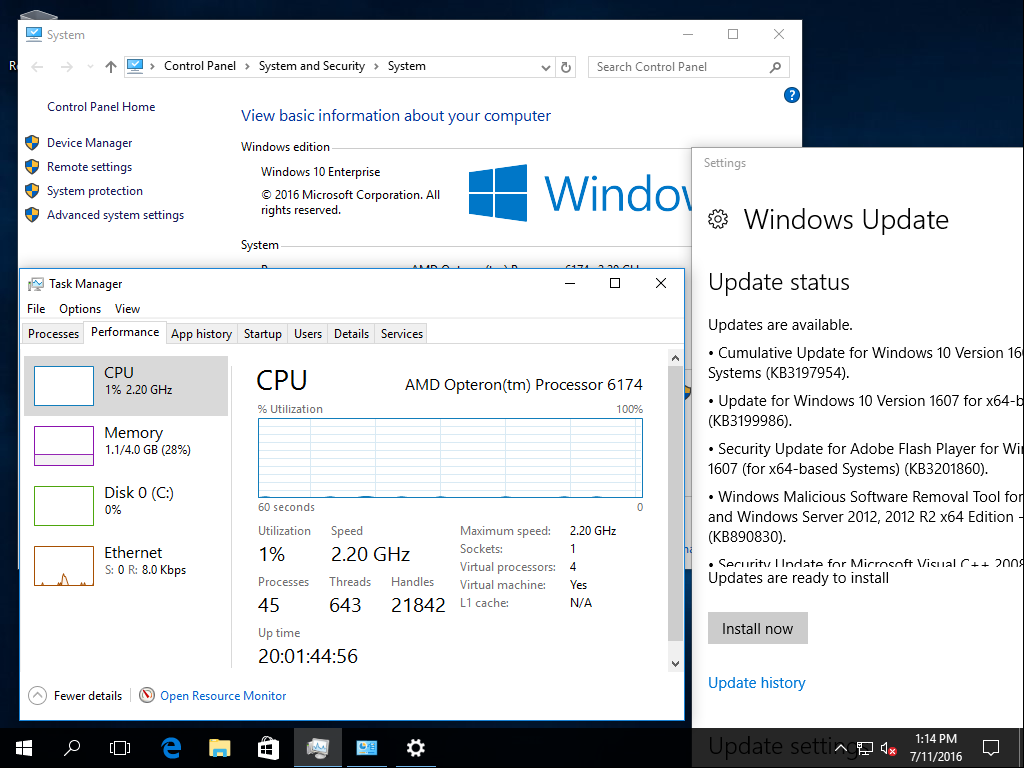 System
Control Panel > System and Security > System
Search Control Panel
Control Panel Home
Device Manager
Remote settings
System protection
Advanced system settings
View basic information about your computer
Windows edition
Windows 10 Enterprise
© 2016 Microsoft Corporation. All
rights reserved.
Window
System
Task Manager
File Options View
Processes Performance App history Startup Users Details Services
CPU
1% 2.20 GHz
Memory
1.1/4.0 GB (28%)
Disk 0 (C:)
0%
Ethernet
S: 0 R: 8.0 Kbps
CPU
AMD Opteron(tm) Processor 6174
% Utilization 100%
60 seconds 0
Utilization Speed
1% 2.20 GHz
Processes Threads Handles
45 643 21842
Up time
20:01:44:56
Maximum speed: 2.20 GHz
Sockets: 1
Virtual processors: 4
Virtual machine: Yes
L1 cache: N/A
Fewer details
Open Resource Monitor
Settings
Windows Update
Update status
Updates are available.
• Cumulative Update for Windows 10 Version 16
Systems (KB3197954).
• Update for Windows 10 Version 1607 for x64-b
(KB3199986).
• Security Update for Adobe Flash Player for Win
1607 (for x64-based Systems) (KB3201860).
• Windows Malicious Software Removal Tool for
and Windows Server 2012, 2012 R2 x64 Edition -
(KB890830).
• Security Update for Microsoft Visual C++ 2008
Updates are ready to install
Install now
Update history
Update settings
1:14 PM
7/11/2016